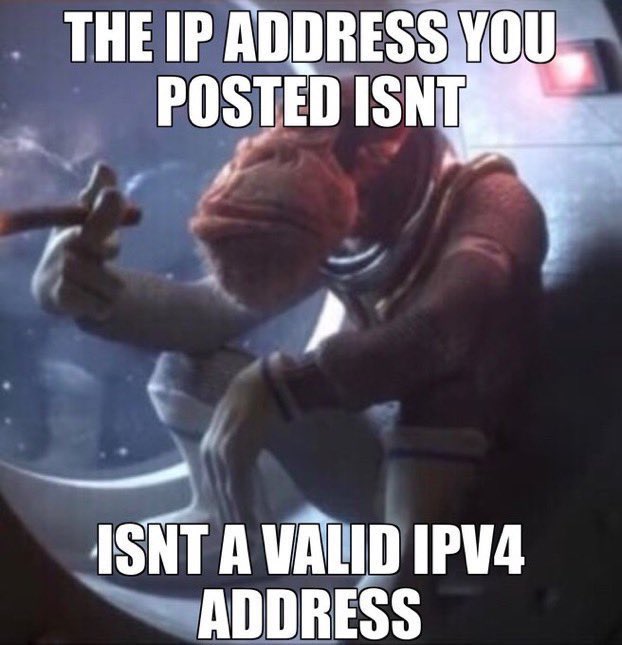 THE IP ADDRESS YOU
POSTED ISNT
ISNT A VALID IPV4
ADDRESS